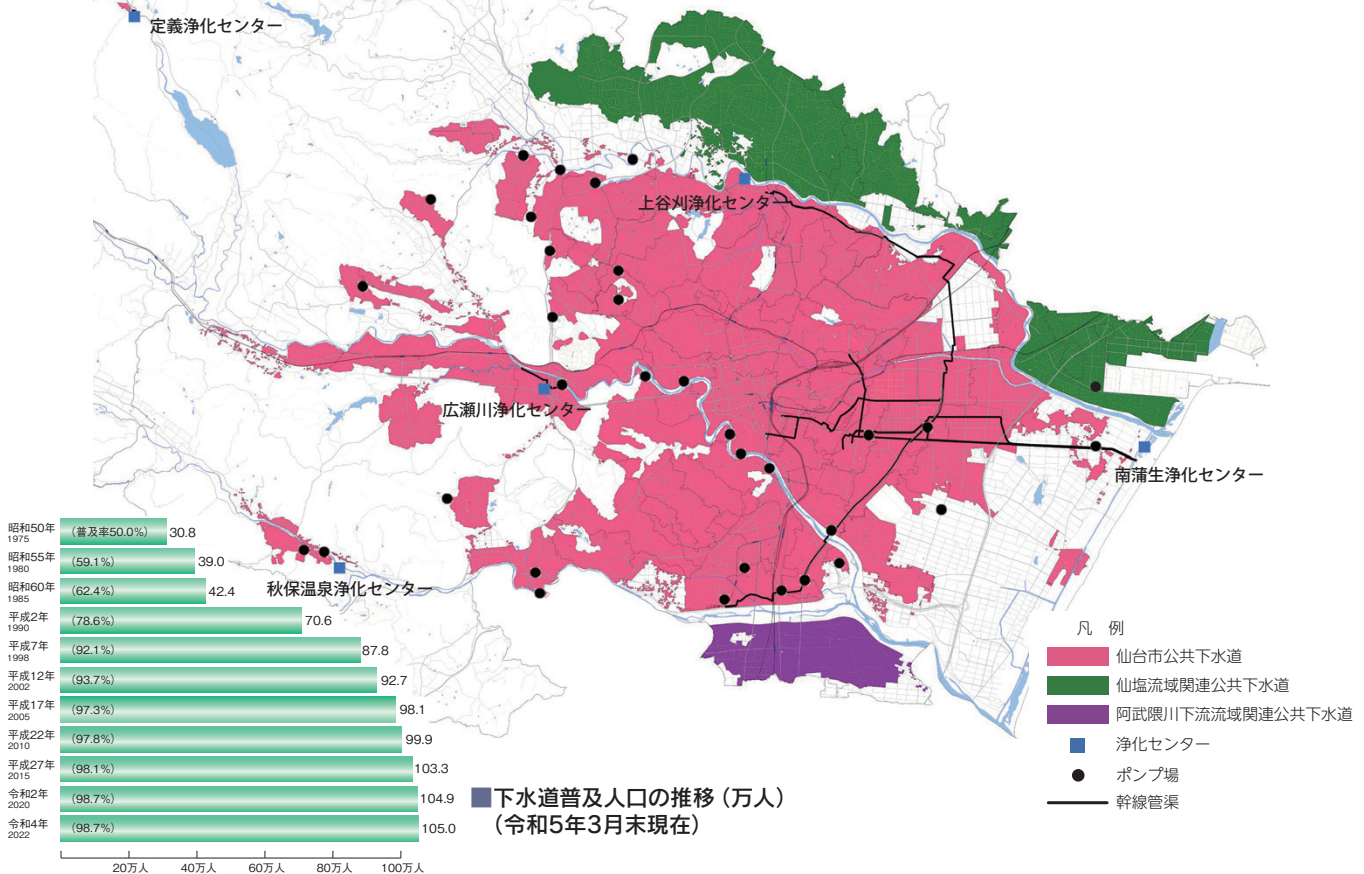 定義浄化センター
上谷刈浄化センター
広瀬川浄化センター
南蒲生浄化センター
秋保温泉浄化センター
昭和50年
1975
(普及率50.0%)
30.8
昭和55年
1980
(59.1%)
39.0
昭和60年
1985
(62.4%)
42.4
平成2年
1990
(78.6%)
70.6
平成7年
1998
(92.1%)
87.8
平成12年
2002
(93.7%)
92.7
平成17年
2005
(97.3%)
98.1
平成22年
2010
(97.8%)
99.9
平成27年
2015
(98.1%)
103.3
令和2年
2020
(98.7%)
104.9
令和4年
2022
(98.7%)
105.0
20万人 40万人 60万人 80万人 100万人
■下水道普及人口の推移(万人)
(令和5年3月末現在)
凡 例
仙台市公共下水道
仙塩流域関連公共下水道
阿武隈川下流流域関連公共下水道
浄化センター
ポンプ場
幹線管渠